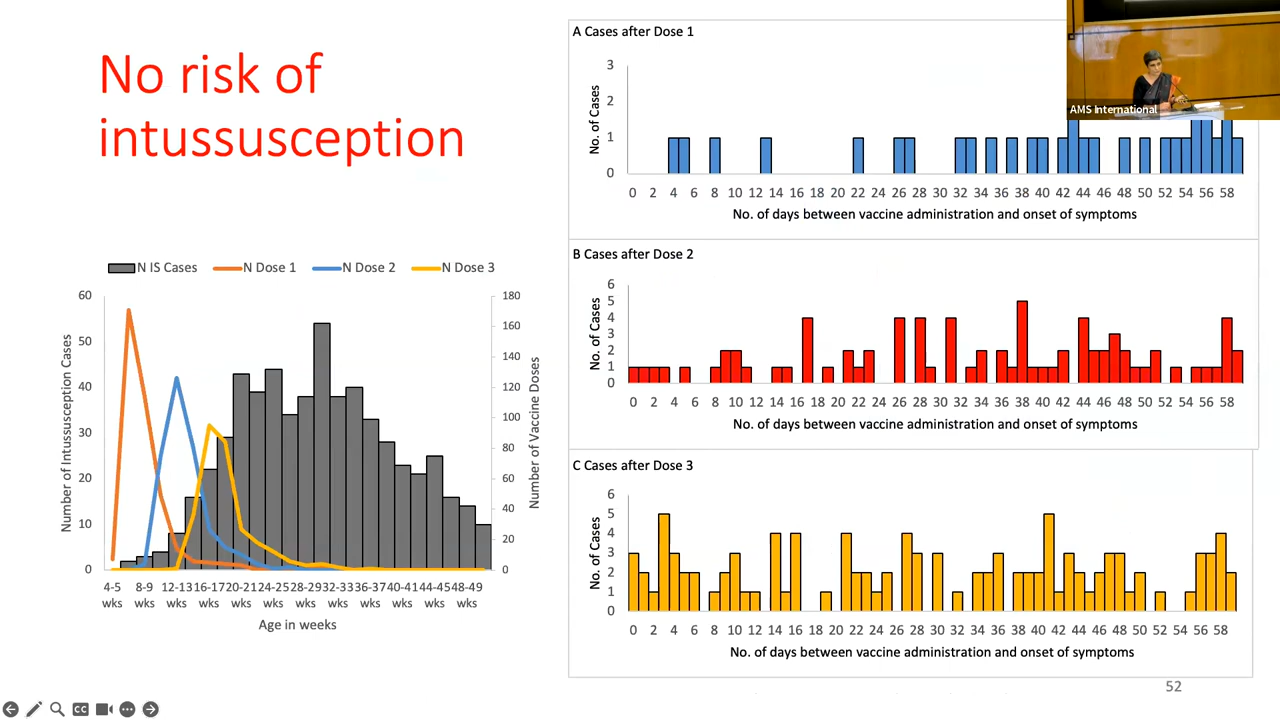 No risk of
intussusception
N IS Cases N Dose 1 N Dose 2 N Dose 3
60
50
40
30
20
10
0
Number of Intussusception Cases
180
160
140
120
100
80
60
40
20
0
Number of Vaccine Doses
4-5 8-9 12-13 16-17 20-21 24-25 28-29 32-33 36-37 40-41 44-45 48-49
wks wks wks wks wks wks wks wks wks wks wks wks
Age in weeks
A Cases after Dose 1
3
2
1
0
No. of Cases
0 2 4 6 8 10 12 14 16 18 20 22 24 26 28 30 32 34 36 38 40 42 44 46 48 50 52 54 56 58
No. of days between vaccine administration and onset of symptoms
B Cases after Dose 2
6
5
4
3
2
1
0
No. of Cases
0 2 4 6 8 10 12 14 16 18 20 22 24 26 28 30 32 34 36 38 40 42 44 46 48 50 52 54 56 58
No. of days between vaccine administration and onset of symptoms
C Cases after Dose 3
6
5
4
3
2
1
0
No. of Cases
0 2 4 6 8 10 12 14 16 18 20 22 24 26 28 30 32 34 36 38 40 42 44 46 48 50 52 54 56 58
No. of days between vaccine administration and onset of symptoms
AMS International
52
CC